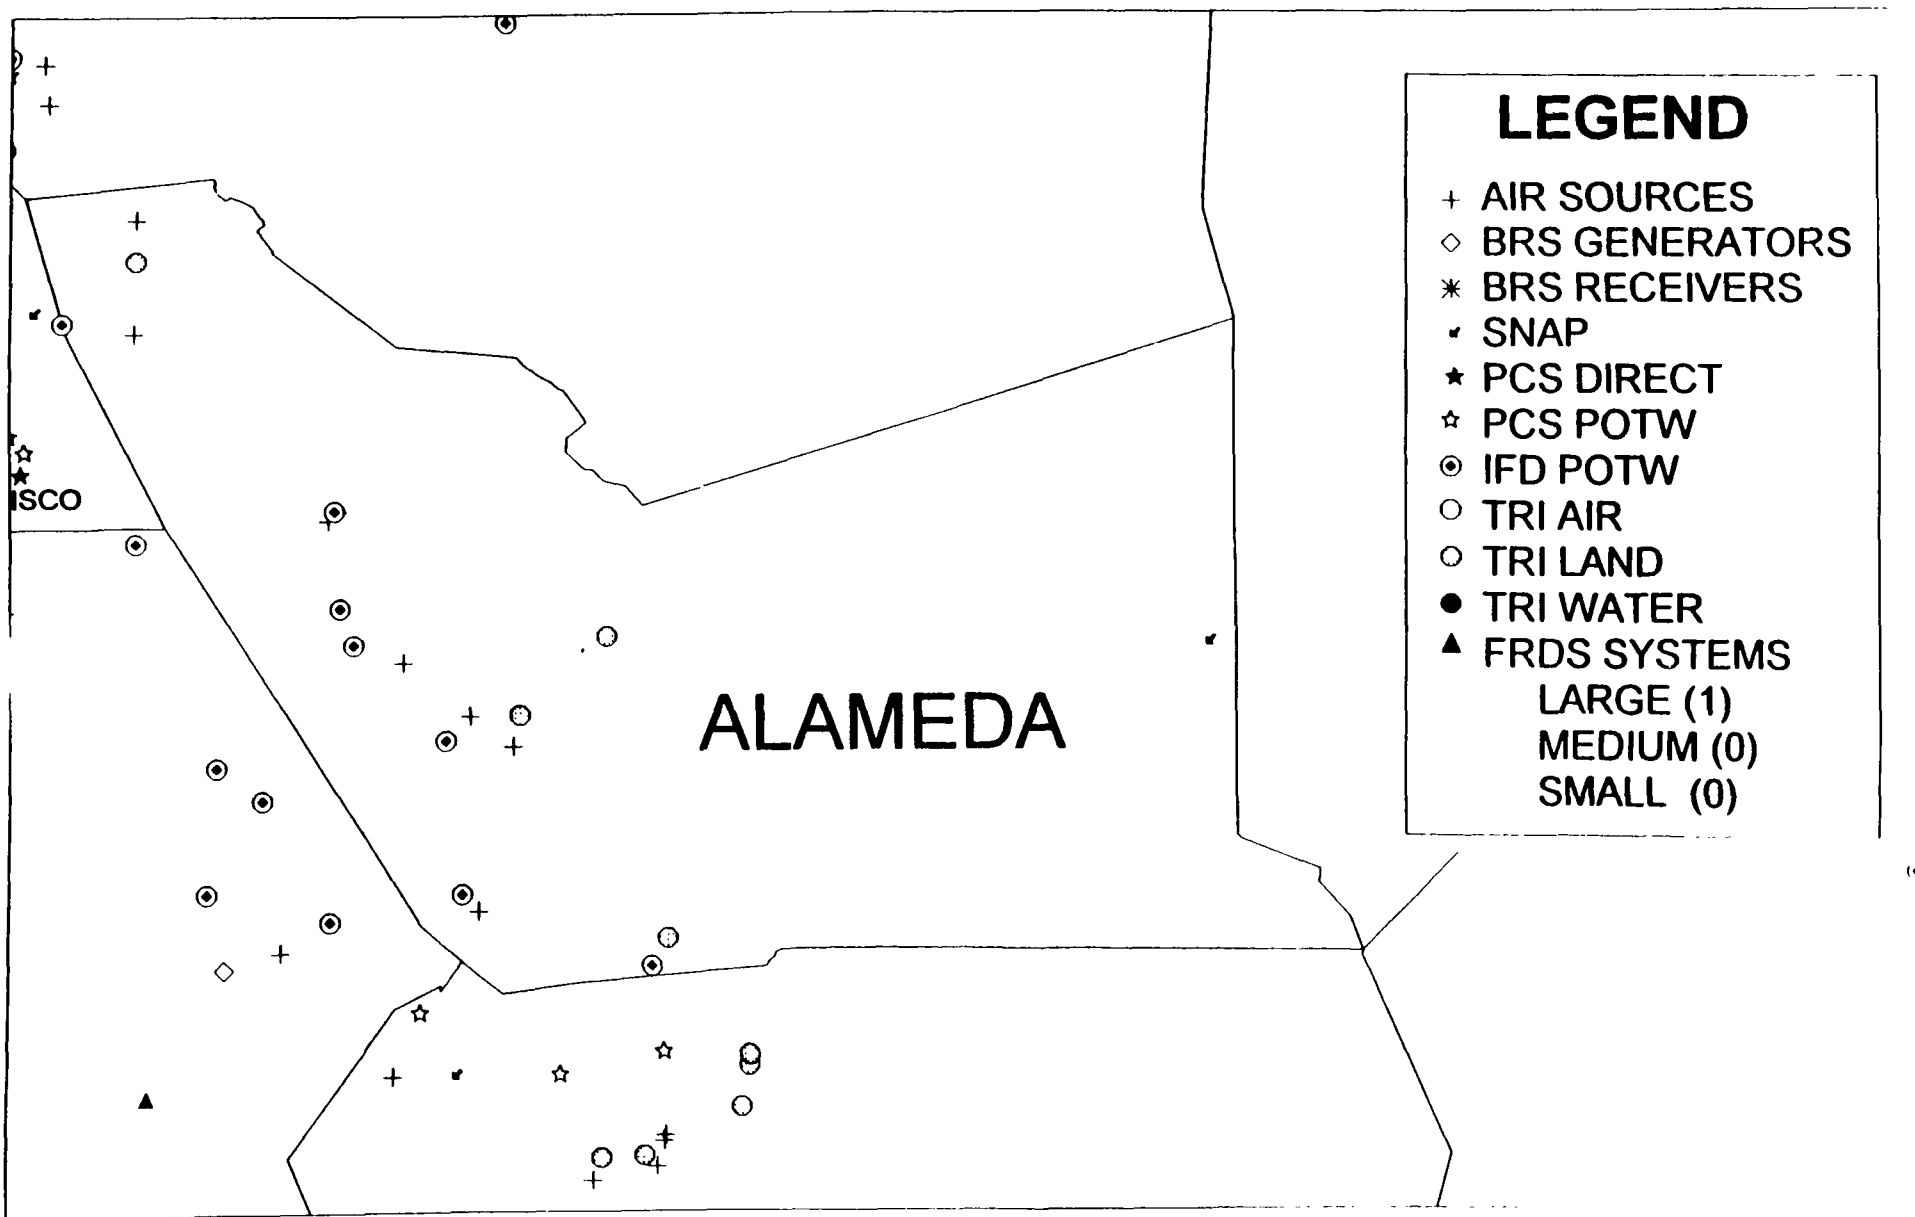 LEGEND
AIR SOURCES
BRS GENERATORS
BRS RECEIVERS
SNAP
PCS DIRECT
PCS POTW
IFD POTW
TRI AIR
TRI LAND
TRI WATER
FRDS SYSTEMS
LARGE (1)
MEDIUM (0)
SMALL (0)
ISCO
ALAMEDA